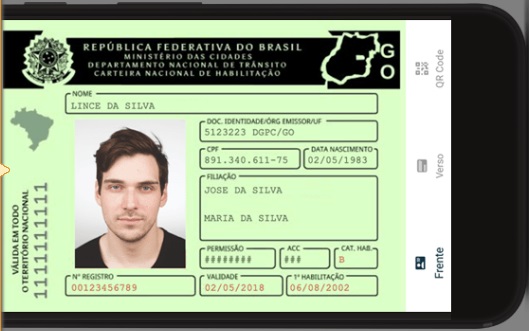 REPÚBLICA FEDERATIVA DO BRASIL
MINISTÉRIO DAS CIDADES
DEPARTAMENTO NACIONAL DE TRÂNSITO
CARTEIRA NACIONAL DE HABILITAÇÃO
GO
NOME
LINCE DA SILVA
DOC. IDENTIDADE/ÓRG EMISSOR/UF
5123223 DGPC/GO
CPF
891.340.611-75
DATA NASCIMENTO
02/05/1983
FILIAÇÃO
JOSE DA SILVA
MARIA DA SILVA
PERMISSÃO
########
ACC
###
CAT. HAB.
B
Nº REGISTRO
00123456789
VALIDADE
02/05/2018
1ª HABILITAÇÃO
06/08/2002
VÁLIDA EM TODO
O TERRITÓRIO NACIONAL
11111111111
QR Code
Verso
Frente